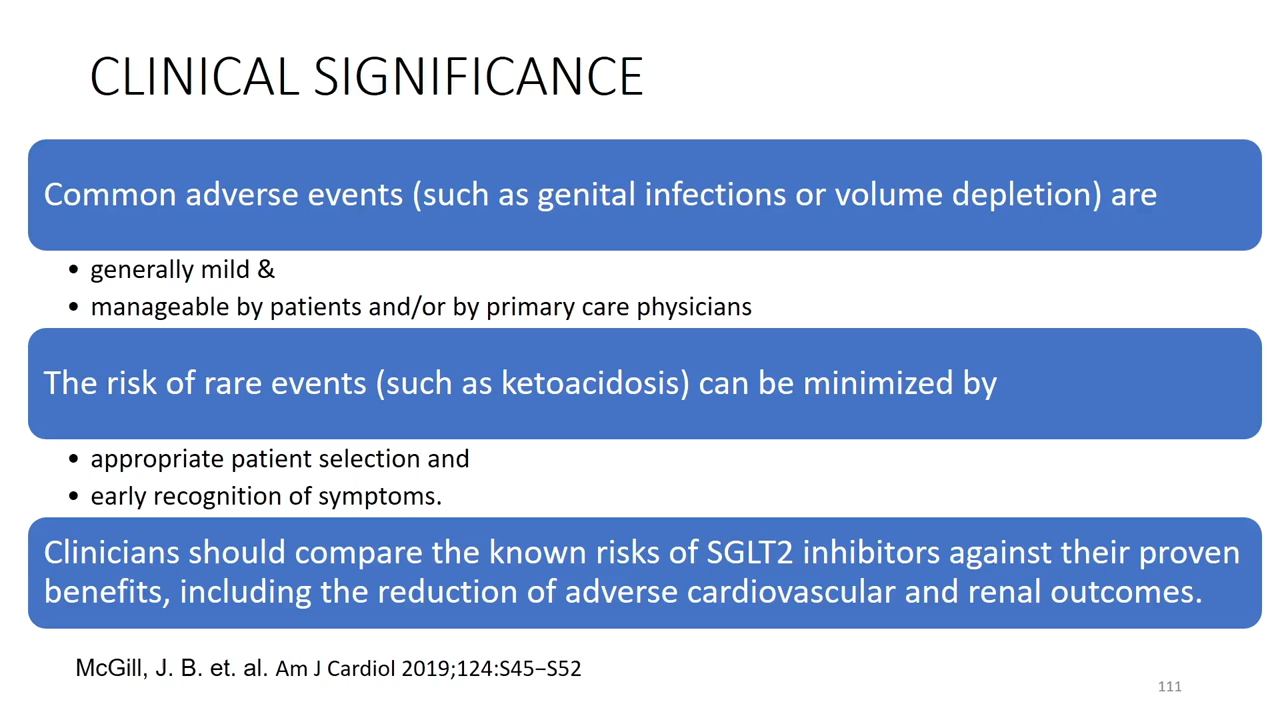 CLINICAL SIGNIFICANCE
Common adverse events (such as genital infections or volume depletion) are
• generally mild &
• manageable by patients and/or by primary care physicians
The risk of rare events (such as ketoacidosis) can be minimized by
• appropriate patient selection and
• early recognition of symptoms.
Clinicians should compare the known risks of SGLT2 inhibitors against their proven
benefits, including the reduction of adverse cardiovascular and renal outcomes.
McGill, J. B. et. al. Am J Cardiol 2019;124:S45−S52
111